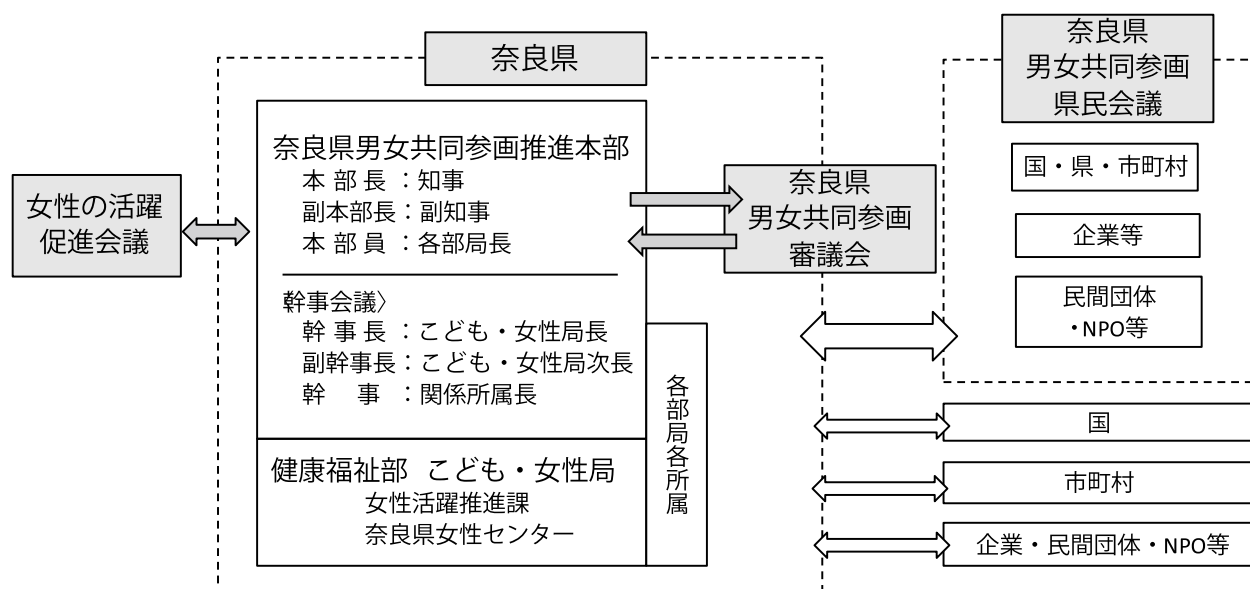 奈良県
女性の活躍
促進会議
奈良県男女共同参画推進本部
本 部 長 ：知事
副本部長：副知事
本 部 員 ：各部局長
幹事会議〉
幹 事 長 ：こども・女性局長
副幹事長：こども・女性局次長
幹　 事 ：関係所属長
健康福祉部 こども・女性局
女性活躍推進課
奈良県女性センター
各部局各所属
奈良県
男女共同参画
審議会
奈良県
男女共同参画
県民会議
国・県・市町村
企業等
民間団体
・NPO等
国
市町村
企業・民間団体・NPO等